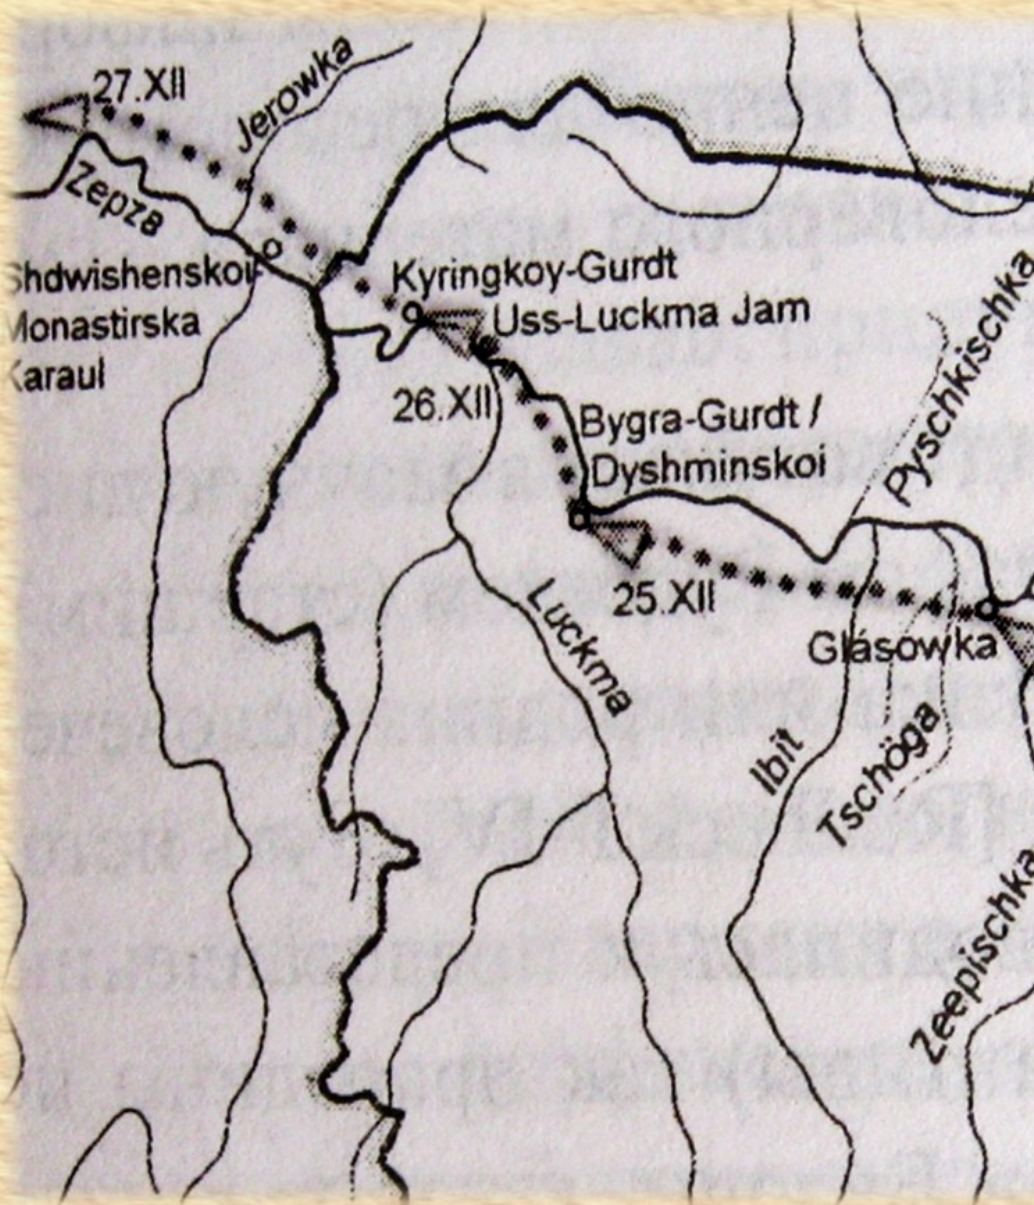 27.XII
Jerowka
Zepza
Shdwishenskoi
Monastirska
Karaul
Kyringkoy-Gurdt
Uss-Luckma Jam
26.XII
Bygra-Gurdt /
Dyshminskoi
Pyschkischka
25.XII
Glásowka
Luckma
Ibit
Tschöga
Zeepischka